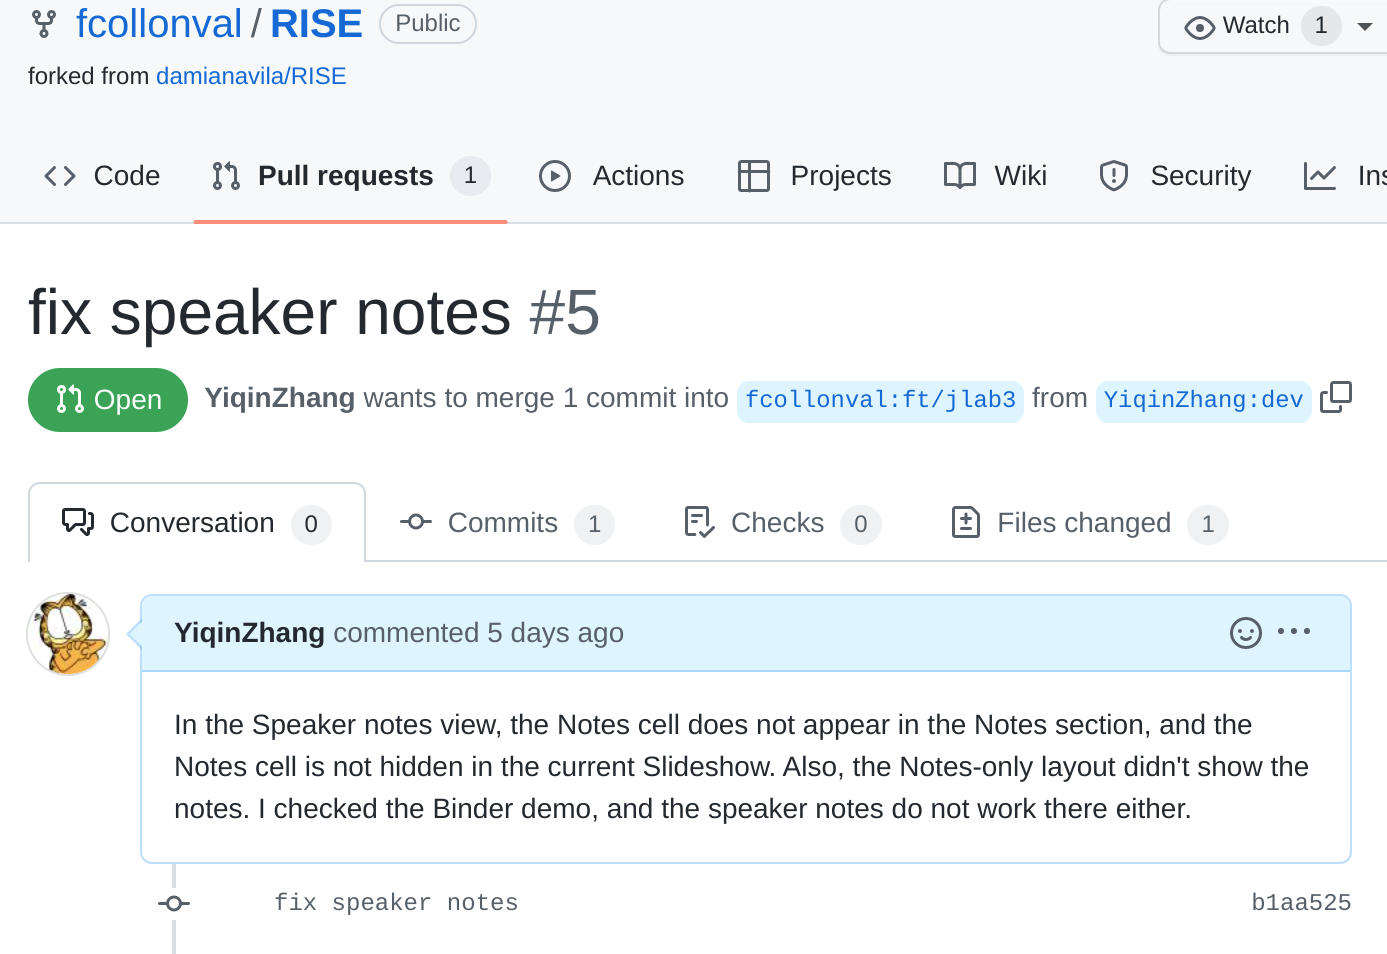 fcollonval / RISE Public Watch 1
forked from damianavila/RISE
Code Pull requests 1 Actions Projects Wiki Security Ins
fix speaker notes #5
Open YiqinZhang wants to merge 1 commit into fcollonval:ft/jlab3 from YiqinZhang:dev
Conversation 0 Commits 1 Checks 0 Files changed 1
YiqinZhang commented 5 days ago
In the Speaker notes view, the Notes cell does not appear in the Notes section, and the
Notes cell is not hidden in the current Slideshow. Also, the Notes-only layout didn't show the
notes. I checked the Binder demo, and the speaker notes do not work there either.
fix speaker notes b1aa525